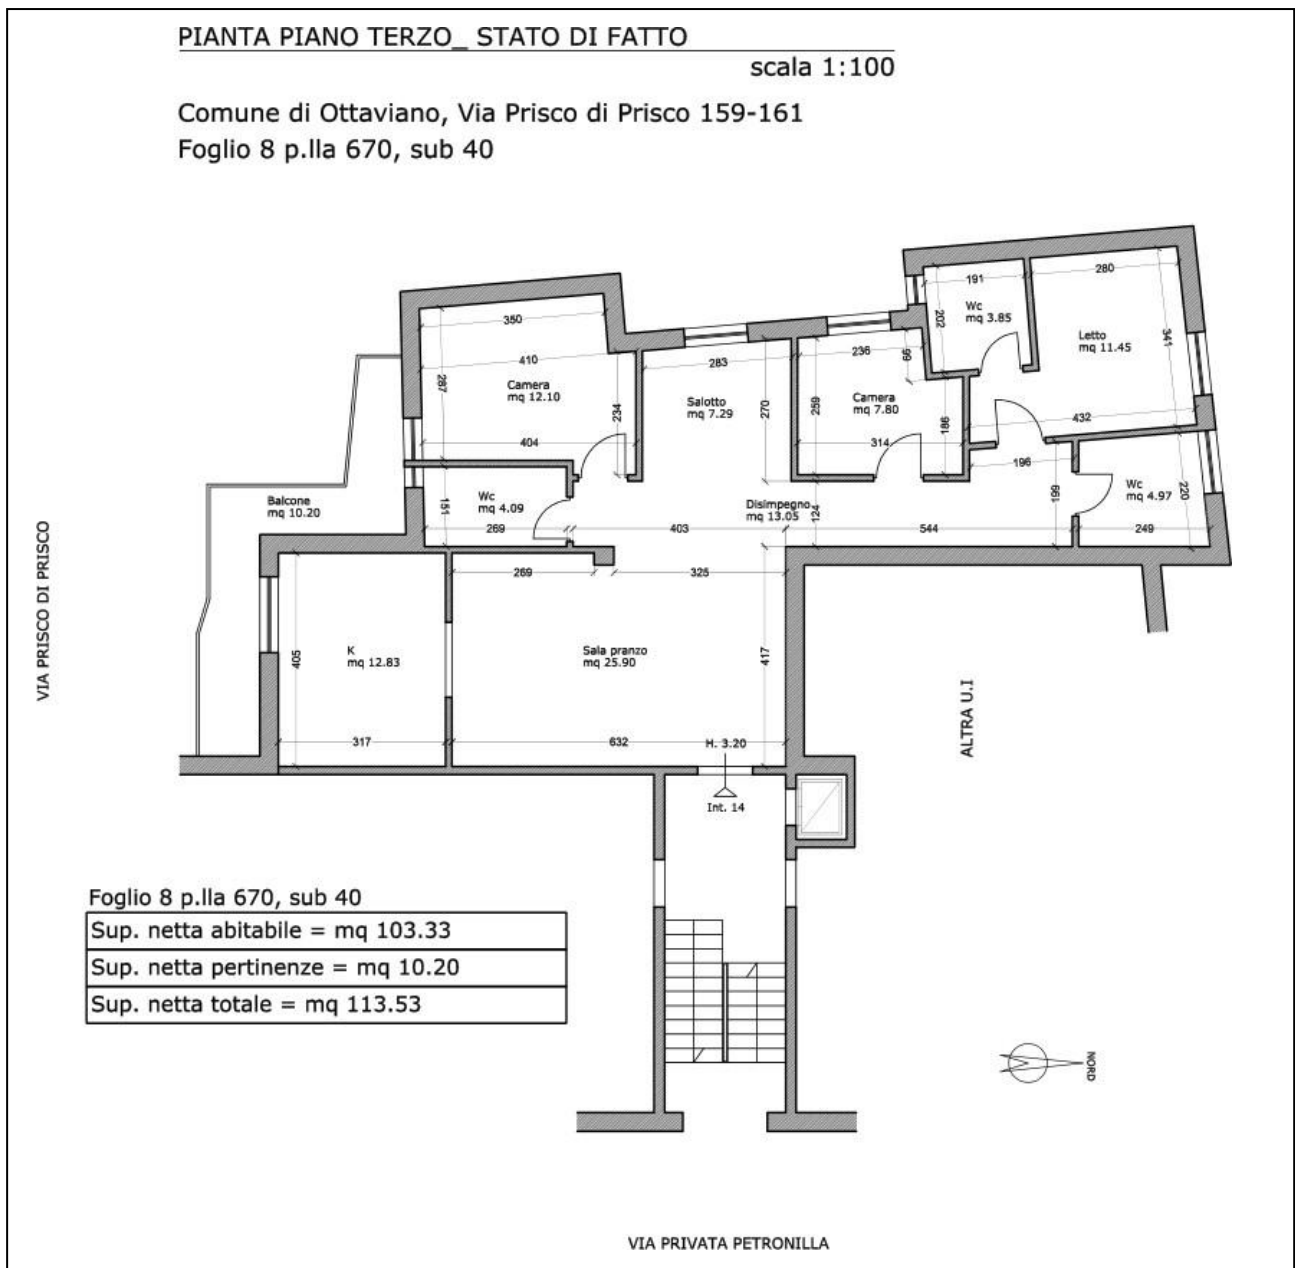 PIANTA PIANO TERZO_ STATO DI FATTO
scala 1:100
Comune di Ottaviano, Via Prisco di Prisco 159-161
Foglio 8 p.lla 670, sub 40
191
280
202
Wc
mq 3.85
Letto
mq 11.45
341
350
410
287
Camera
mq 12.10
234
404
283
Salotto
mq 7.29
270
236
99
259
Camera
mq 7.80
186
314
432
196
199
Balcone
mq 10.20
151
Wc
mq 4.09
269
403
Disimpegno
mq 13.05
124
544
Wc
mq 4.97
220
249
269
325
VIA PRISCO DI PRISCO
405
K
mq 12.83
Sala pranzo
mq 25.90
417
317
632
H. 3.20
ALTRA U.I
Int. 14
Foglio 8 p.lla 670, sub 40
Sup. netta abitabile = mq 103.33
Sup. netta pertinenze = mq 10.20
Sup. netta totale = mq 113.53
NORD
VIA PRIVATA PETRONILLA